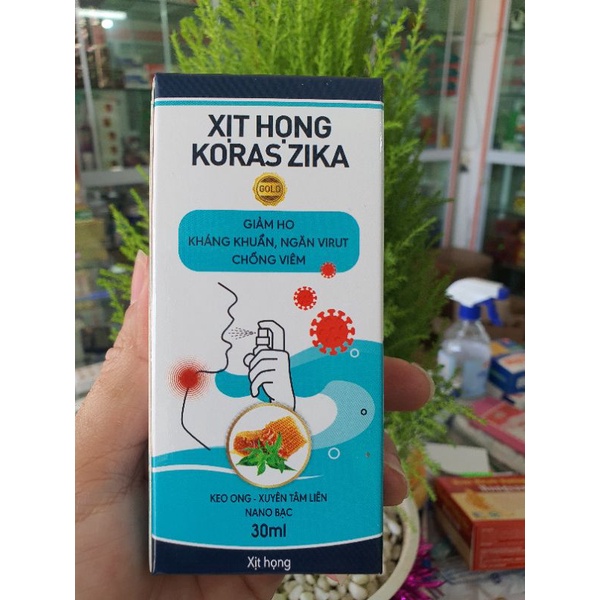 XỊT HỌNG
KORAS ZIKA
GOLD
GIẢM HO
KHÁNG KHUẨN, NGĂN VIRUT
CHỐNG VIÊM
KEO ONG - XUYÊN TÂM LIÊN
NANO BẠC
30ml
Xịt họng